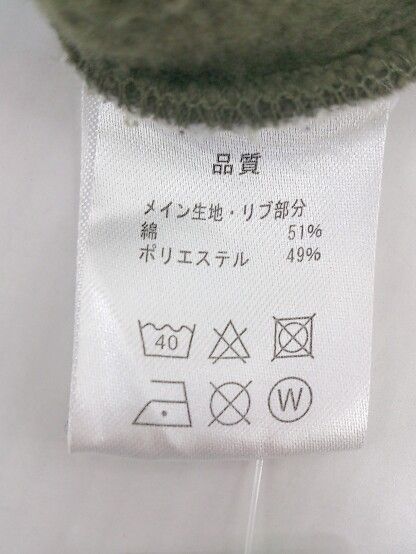 品質
メイン生地・リブ部分
綿 51%
ポリエステル 49%
40
W